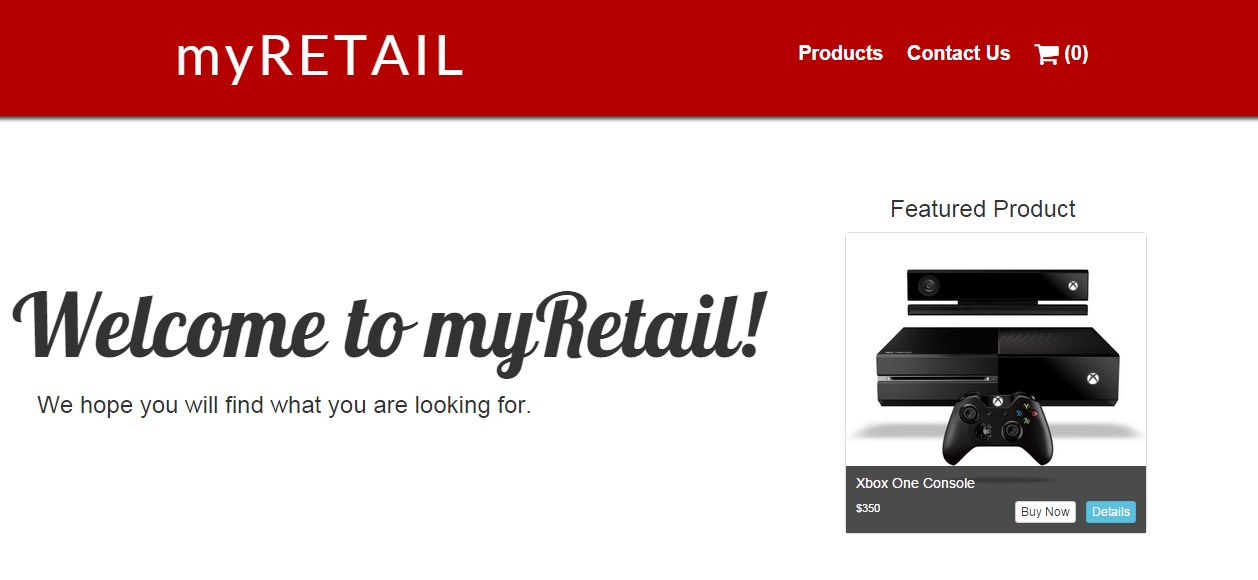 myRETAIL
Products Contact Us (0)
Featured Product
Welcome to myRetail!
We hope you will find what you are looking for.
Xbox One Console
$350
Buy Now Details